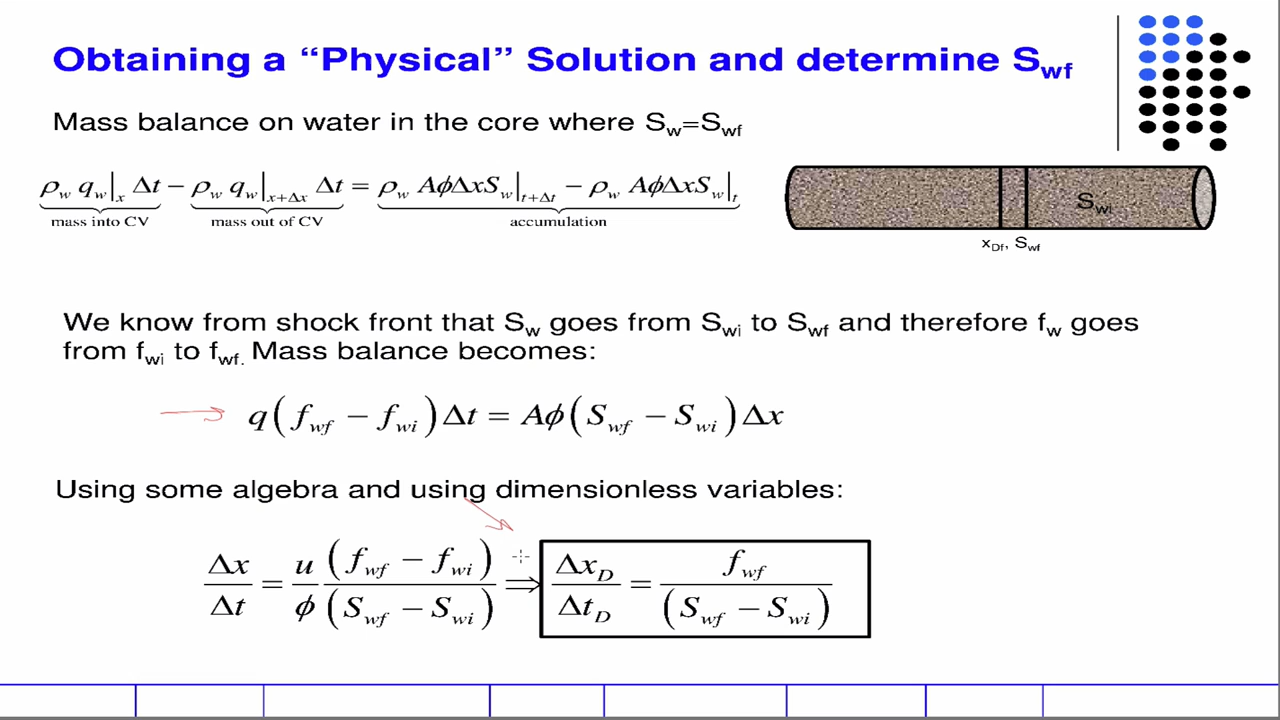 Obtaining a “Physical” Solution and determine S_wf
Mass balance on water in the core where S_w=S_wf
ρ_w q_w|_x Δt − ρ_w q_w|_{x+Δx} Δt = ρ_w AϕΔxS_w|_{t+Δt} − ρ_w AϕΔxS_w|_t
mass into CV mass out of CV accumulation
S_wi
x_Df, S_wf
We know from shock front that S_w goes from S_wi to S_wf and therefore f_w goes
from f_wi to f_wf. Mass balance becomes:
q(f_wf − f_wi)Δt = Aϕ(S_wf − S_wi)Δx
Using some algebra and using dimensionless variables:
Δx/Δt = u/ϕ (f_wf − f_wi)/(S_wf − S_wi) ⇒ Δx_D/Δt_D = f_wf/(S_wf − S_wi)